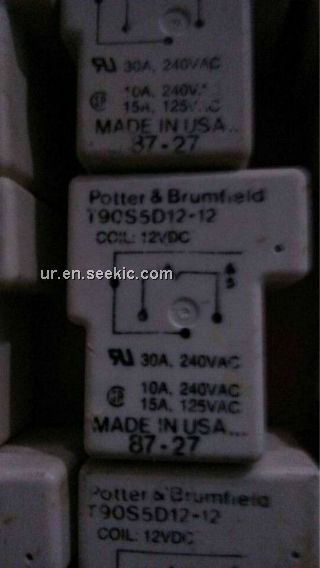 30A, 240VAC
10A, 240VAC
15A, 125VAC
MADE IN USA
87-27
Potter & Brumfield
T90S5D12-12
COIL: 12VDC
ur.en.seekic.com
30A, 240VAC
10A, 240VAC
15A, 125VAC
MADE IN USA
87-27
Potter & Brumfield
T90S5D12-12
COIL: 12VDC